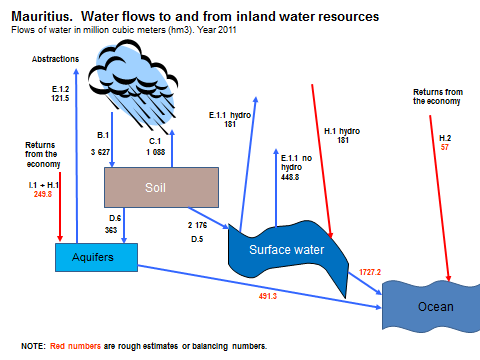 Mauritius. Water flows to and from inland water resources
Flows of water in million cubic meters (hm3). Year 2011
Abstractions
E.1.2
121.5
B.1
3 627
C.1
1 088
E.1.1 hydro
181
H.1 hydro
181
Returns from
the economy
H.2
57
Returns
from the
economy
I.1 + H.1
249.8
E.1.1 no
hydro
448.8
Soil
D.6
363
2 176
D.5
Aquifers
Surface water
1727.2
491.3
Ocean
NOTE: Red numbers are rough estimates or balancing numbers.